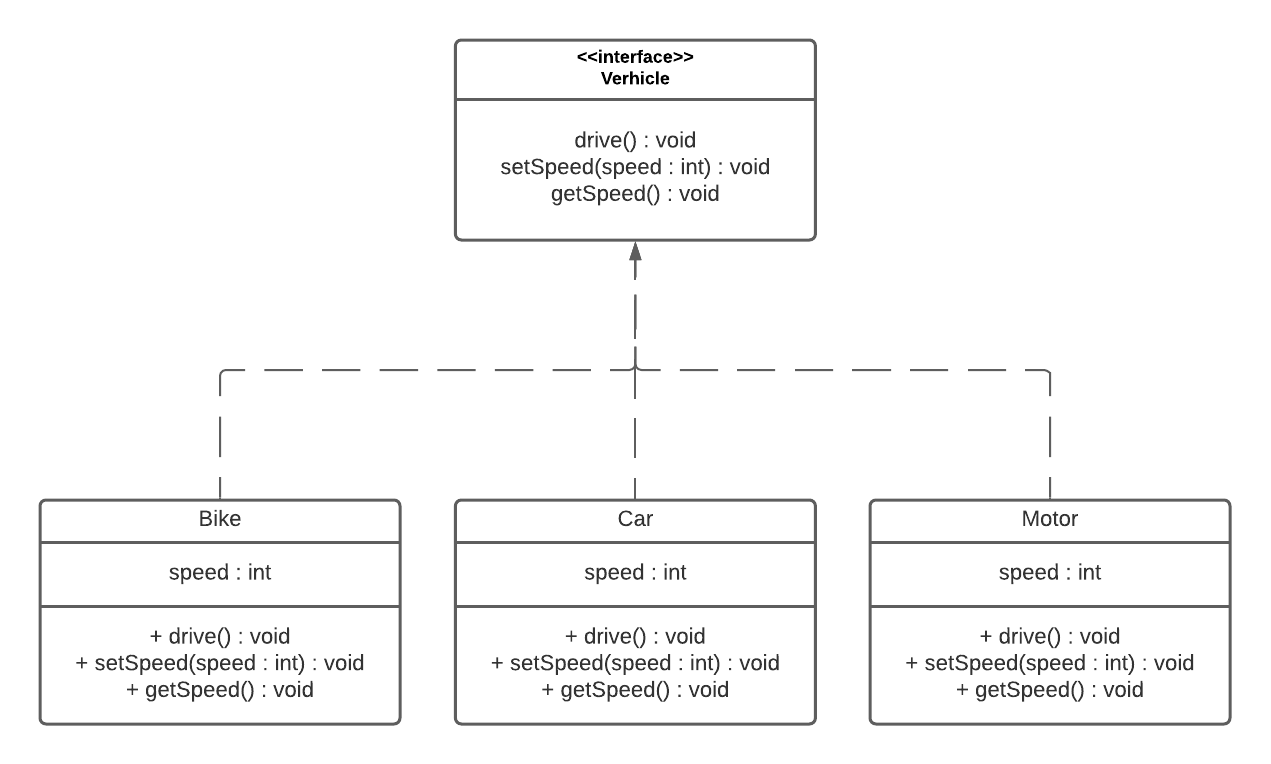 <<interface>>
Verhicle
drive() : void
setSpeed(speed : int) : void
getSpeed() : void
Bike
speed : int
+ drive() : void
+ setSpeed(speed : int) : void
+ getSpeed() : void
Car
speed : int
+ drive() : void
+ setSpeed(speed : int) : void
+ getSpeed() : void
Motor
speed : int
+ drive() : void
+ setSpeed(speed : int) : void
+ getSpeed() : void